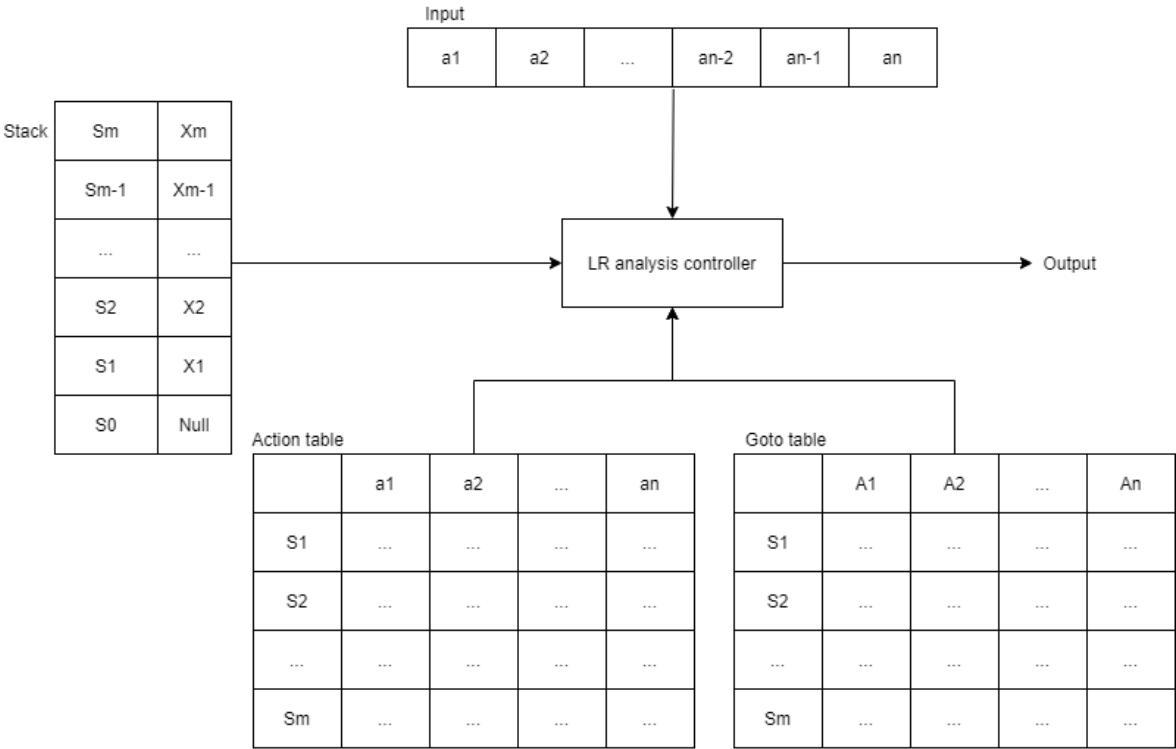 Input
a1 a2 ... an-2 an-1 an
Stack
Sm Xm
Sm-1 Xm-1
... ...
S2 X2
S1 X1
S0 Null
LR analysis controller
Output
Action table
a1 a2 ... an
S1 ... ... ... ...
S2 ... ... ... ...
... ... ... ... ...
Sm ... ... ... ...
Goto table
A1 A2 ... An
S1 ... ... ... ...
S2 ... ... ... ...
... ... ... ... ...
Sm ... ... ... ...